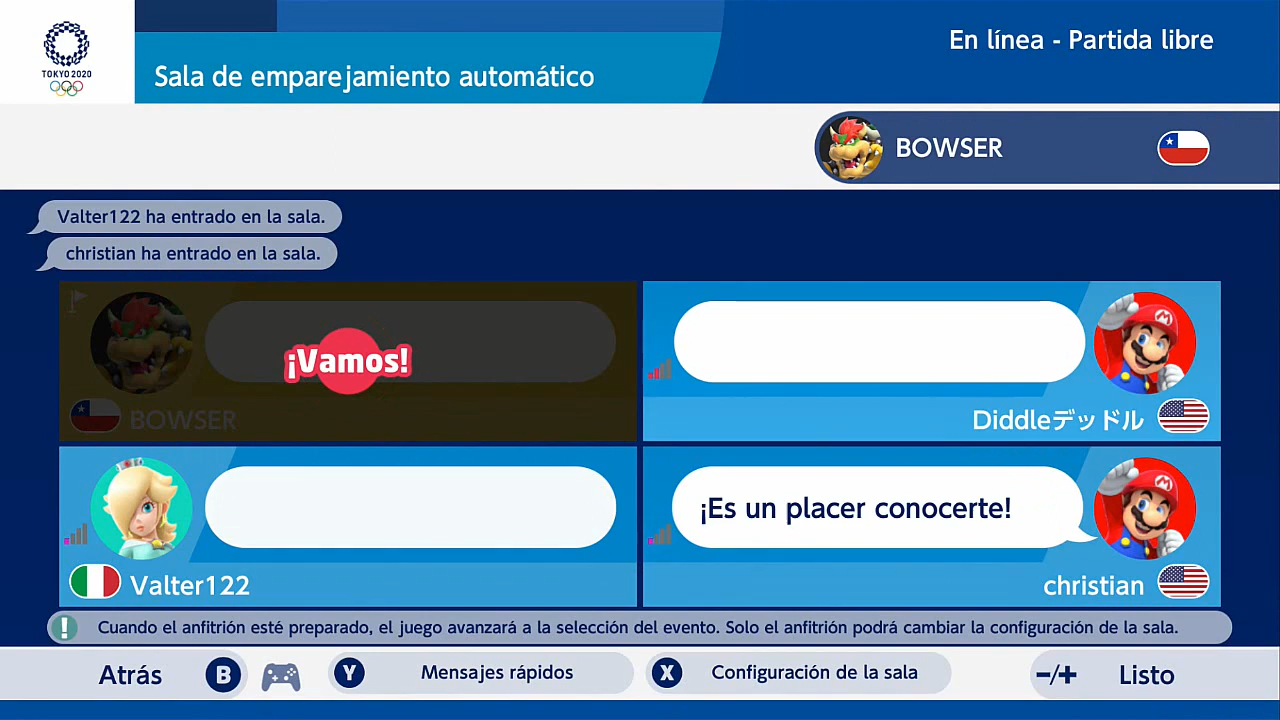 TOKYO 2020
En línea - Partida libre
Sala de emparejamiento automático
BOWSER
Valter122 ha entrado en la sala.
christian ha entrado en la sala.
¡Vamos!
BOWSER
Diddleデッドル
Valter122
¡Es un placer conocerte!
christian
! Cuando el anfitrión esté preparado, el juego avanzará a la selección del evento. Solo el anfitrión podrá cambiar la configuración de la sala.
Atrás B Y Mensajes rápidos X Configuración de la sala -/+ Listo